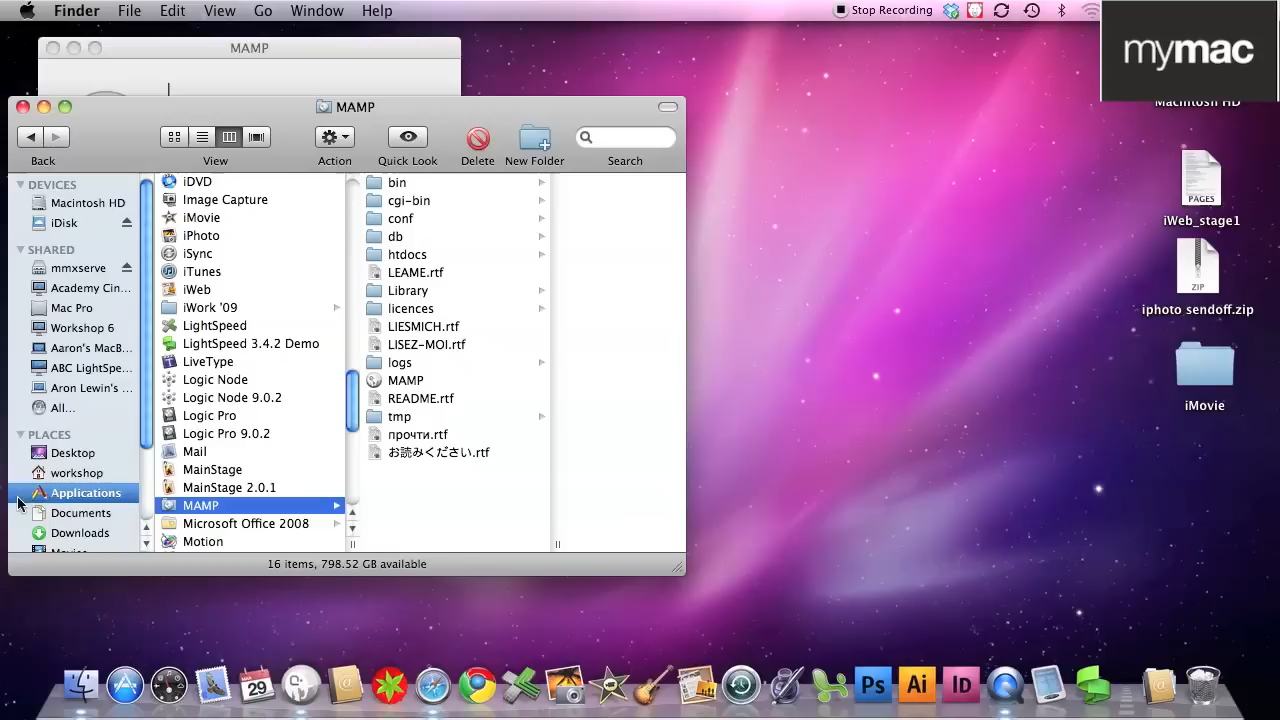 Finder File Edit View Go Window Help Stop Recording
mymac
MAMP
MAMP
Back View Action Quick Look Delete New Folder Search
DEVICES
Macintosh HD
iDisk
SHARED
mmxserve
Academy Cin...
Mac Pro
Workshop 6
Aaron's MacB...
ABC LightSpe...
Aron Lewin's ...
All...
PLACES
Desktop
workshop
Applications
Documents
Downloads
iDVD
Image Capture
iMovie
iPhoto
iSync
iTunes
iWeb
iWork '09
LightSpeed
LightSpeed 3.4.2 Demo
LiveType
Logic Node
Logic Node 9.0.2
Logic Pro
Logic Pro 9.0.2
Mail
MainStage
MainStage 2.0.1
MAMP
Microsoft Office 2008
Motion
bin
cgi-bin
conf
db
htdocs
LEAME.rtf
Library
licences
LIESMICH.rtf
LISEZ-MOI.rtf
logs
MAMP
README.rtf
tmp
прочти.rtf
お読みください.rtf
16 items, 798.52 GB available
Macintosh HD
PAGES
iWeb_stage1
ZIP
iphoto sendoff.zip
iMovie
29
Ps Ai Id